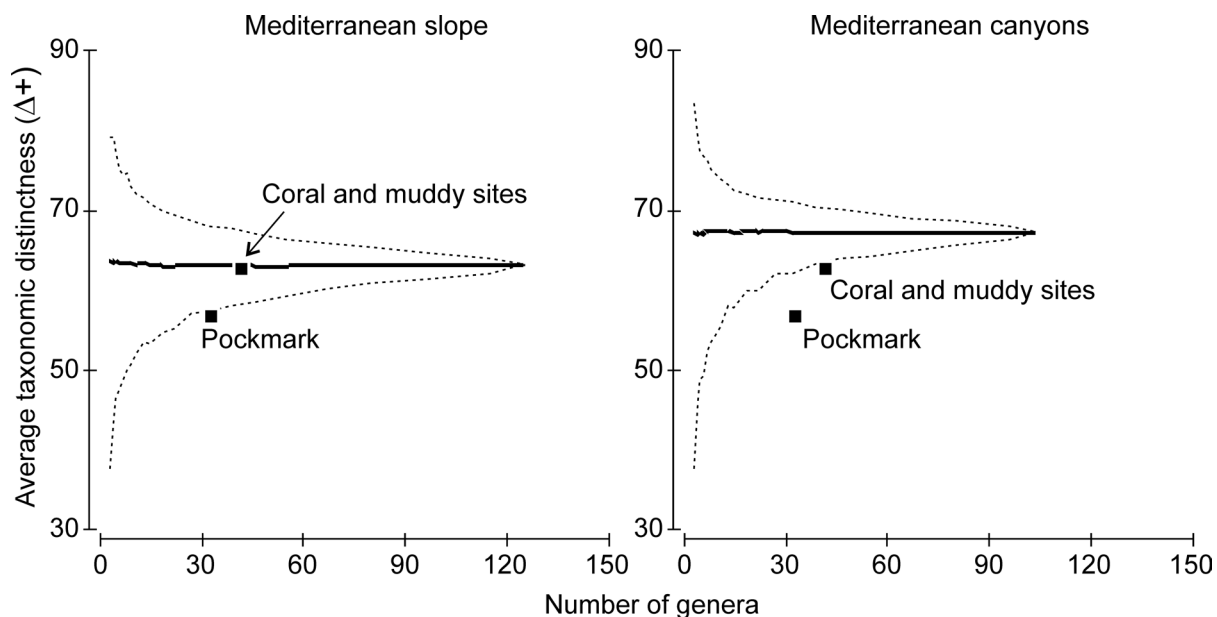 Mediterranean slope
Mediterranean canyons
Average taxonomic distinctness (Δ+)
90
70
50
30
Coral and muddy sites
Pockmark
0 30 60 90 120 150
90
70
50
30
Coral and muddy sites
Pockmark
0 30 60 90 120 150
Number of genera